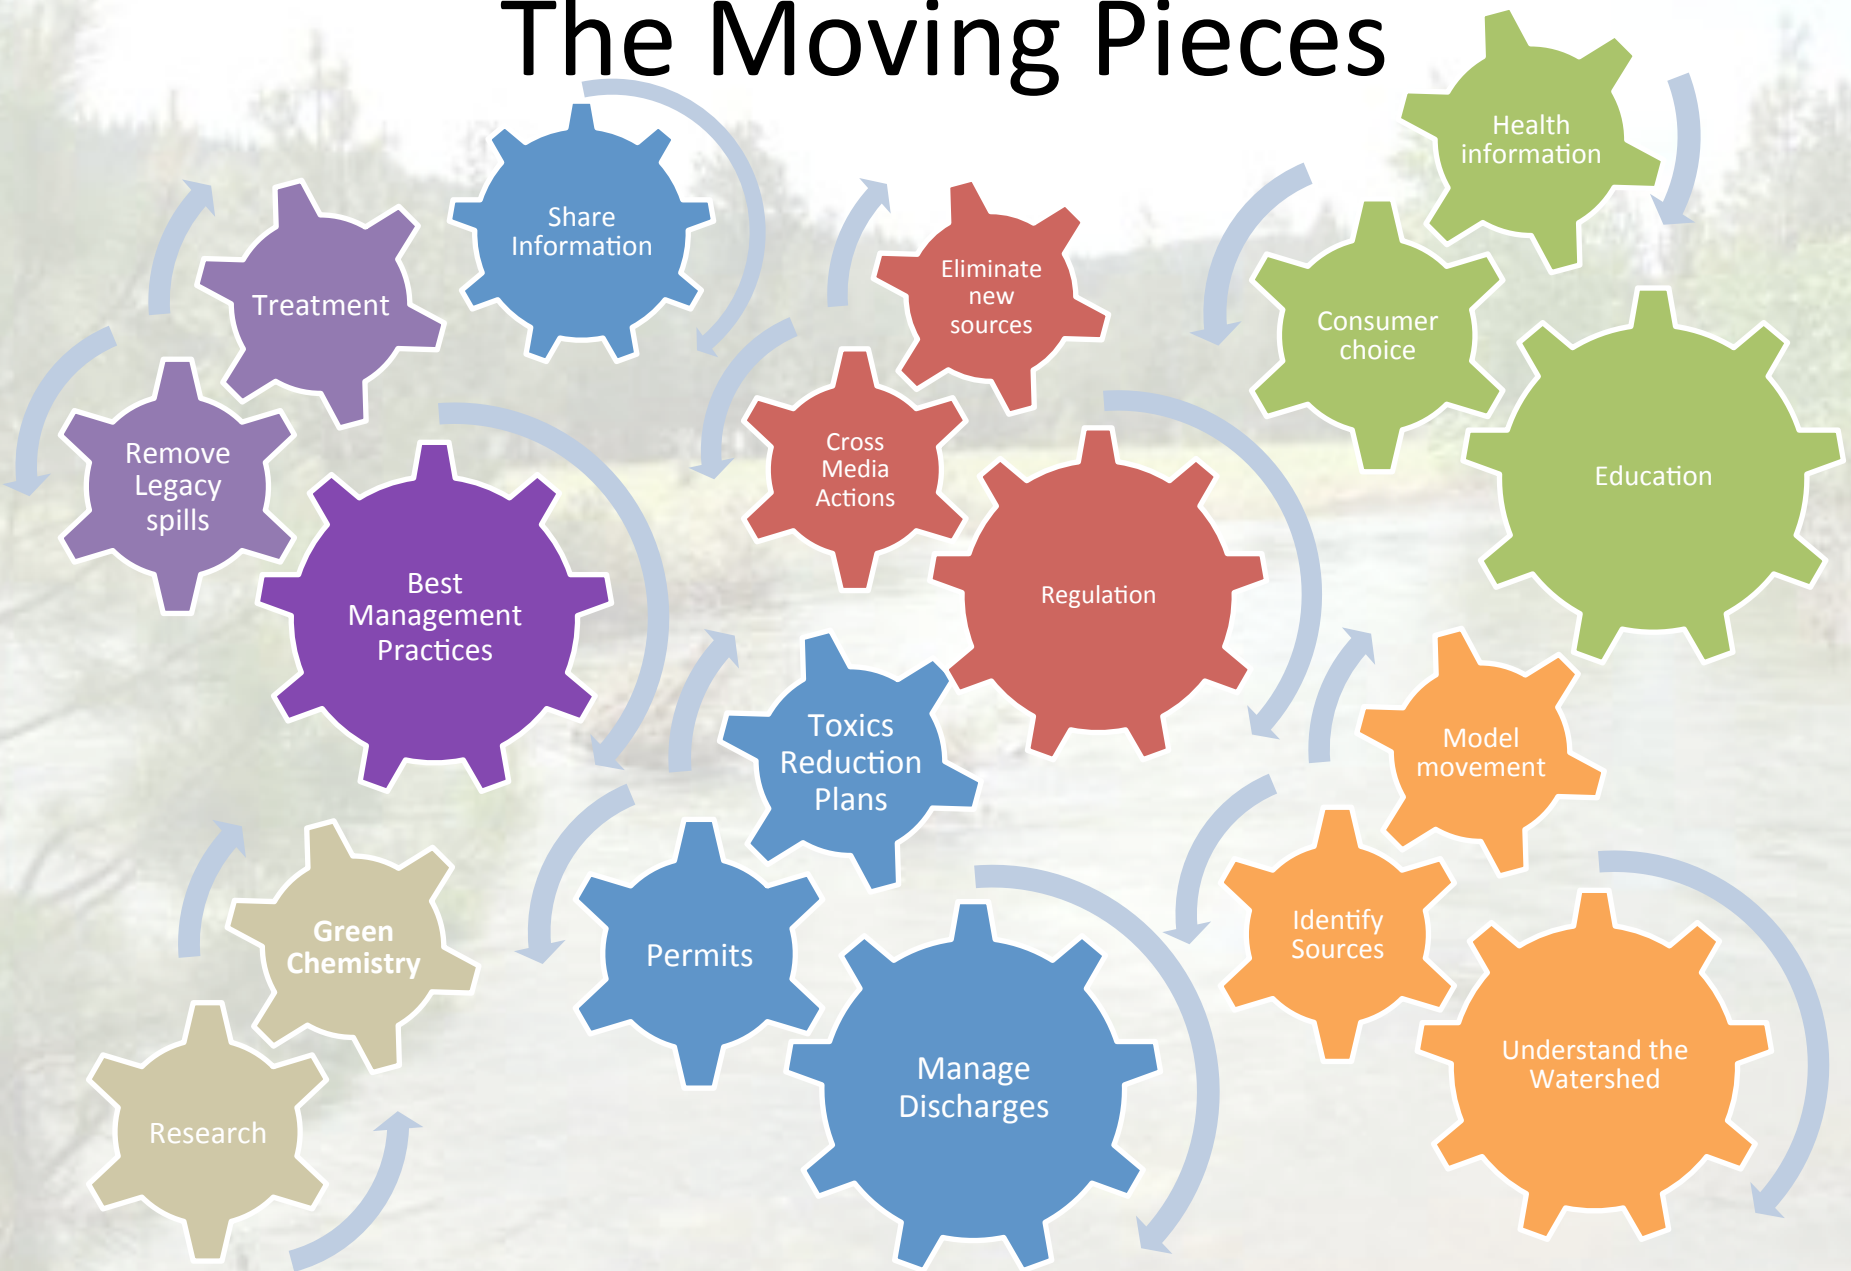 The Moving Pieces
Health
information
Share
Information
Treatment
Eliminate
new
sources
Consumer
choice
Remove
Legacy
spills
Cross
Media
Actions
Education
Best
Management
Practices
Regulation
Toxics
Reduction
Plans
Model
movement
Green
Chemistry
Permits
Identify
Sources
Manage
Discharges
Understand the
Watershed
Research